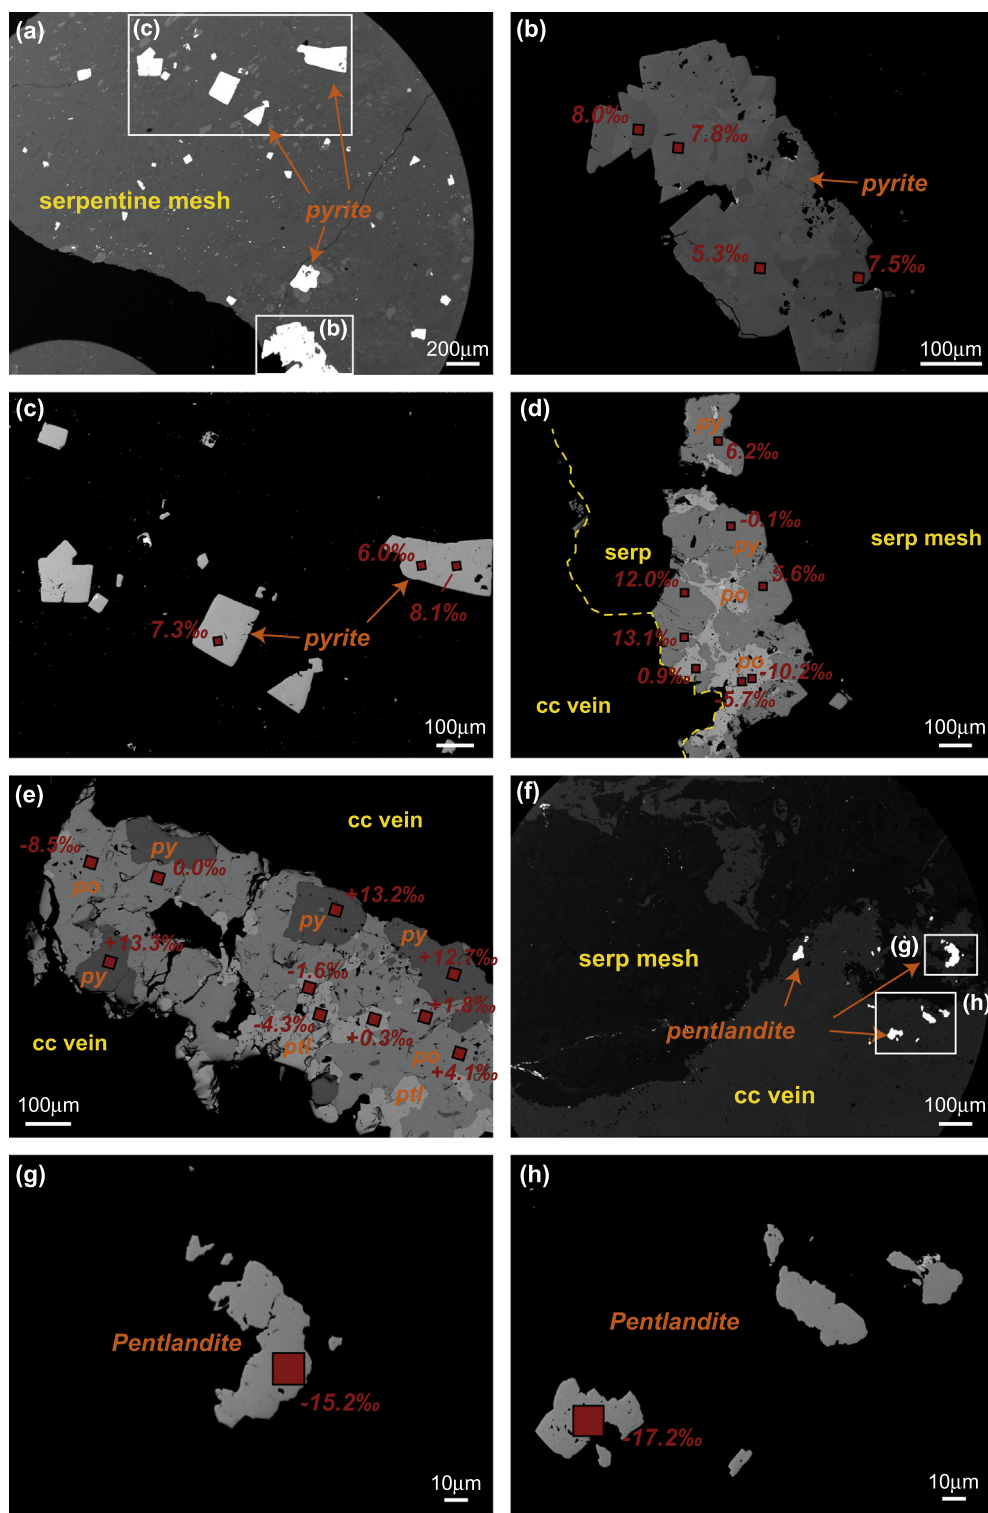 (a)
(c)
serpentine mesh
pyrite
(b)
200µm
(b)
8.0‰
7.8‰
pyrite
5.3‰
7.5‰
100µm
(c)
6.0‰
8.1‰
7.3‰
pyrite
100µm
(d)
py
6.2‰
-0.1‰
serp
py
serp mesh
12.0‰
po
5.6‰
13.1‰
0.9‰
po
-10.2‰
-5.7‰
cc vein
100µm
(e)
cc vein
-8.5‰
py
0.0‰
po
+13.2‰
py
py
+13.3‰
py
+12.7‰
-1.6‰
+1.8‰
-4.3‰
+0.3‰
cc vein
ptl
po
+4.1‰
ptl
100µm
(f)
serp mesh
(g)
(h)
pentlandite
cc vein
100µm
(g)
Pentlandite
-15.2‰
10µm
(h)
Pentlandite
-17.2‰
10µm